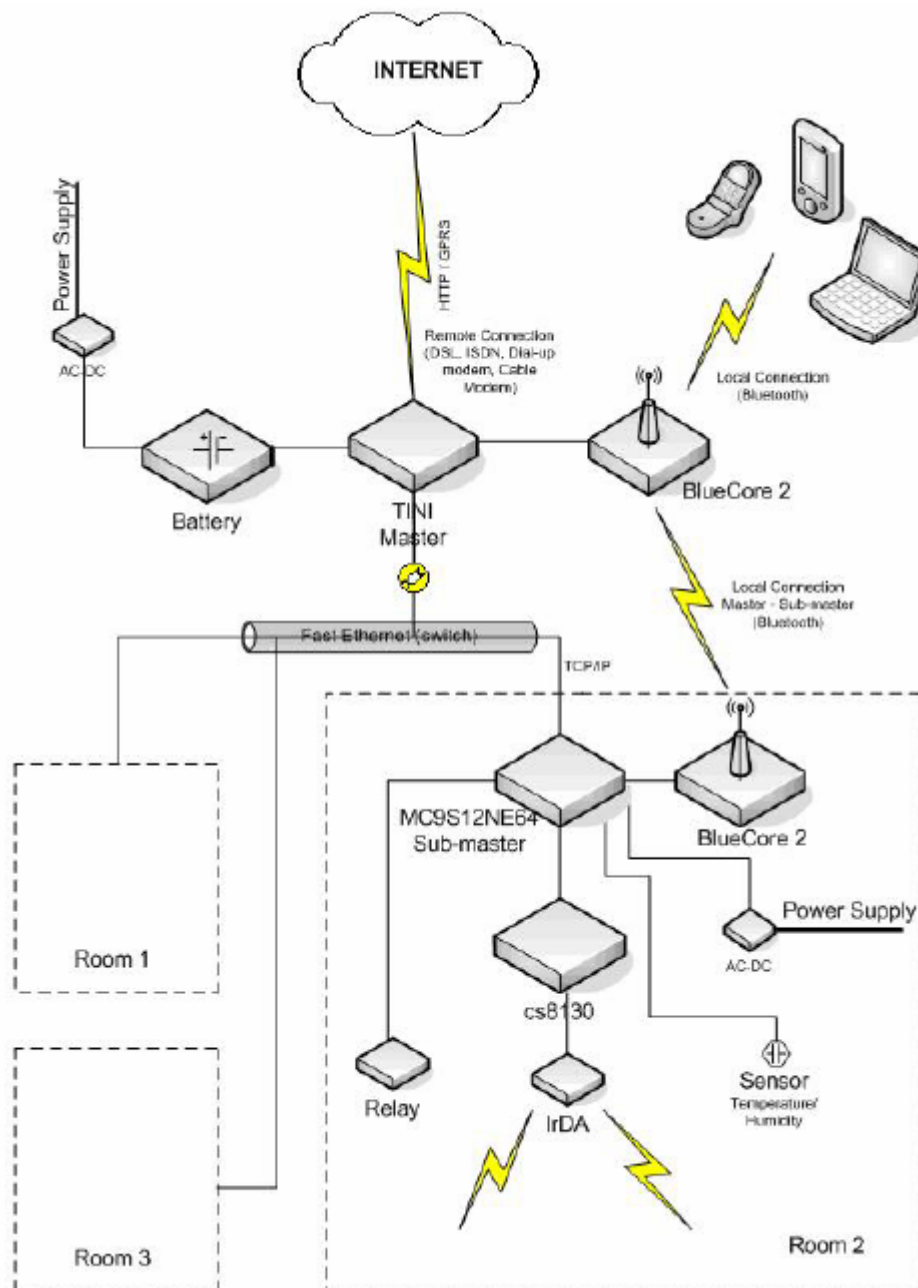 INTERNET
Power Supply
HTTP / GPRS
AC-DC
Remote Connection
(DSL, ISDN, Dial-up
modem, Cable
Modem)
Local Connection
(Bluetooth)
Battery
TINI
Master
BlueCore 2
Local Connection
Master - Sub-master
(Bluetooth)
Fast Ethernet (switch)
TCP/IP
MC9S12NE64
Sub-master
BlueCore 2
Power Supply
AC-DC
Room 1
cs8130
Relay
IrDA
Sensor
Temperature/
Humidity
Room 3
Room 2